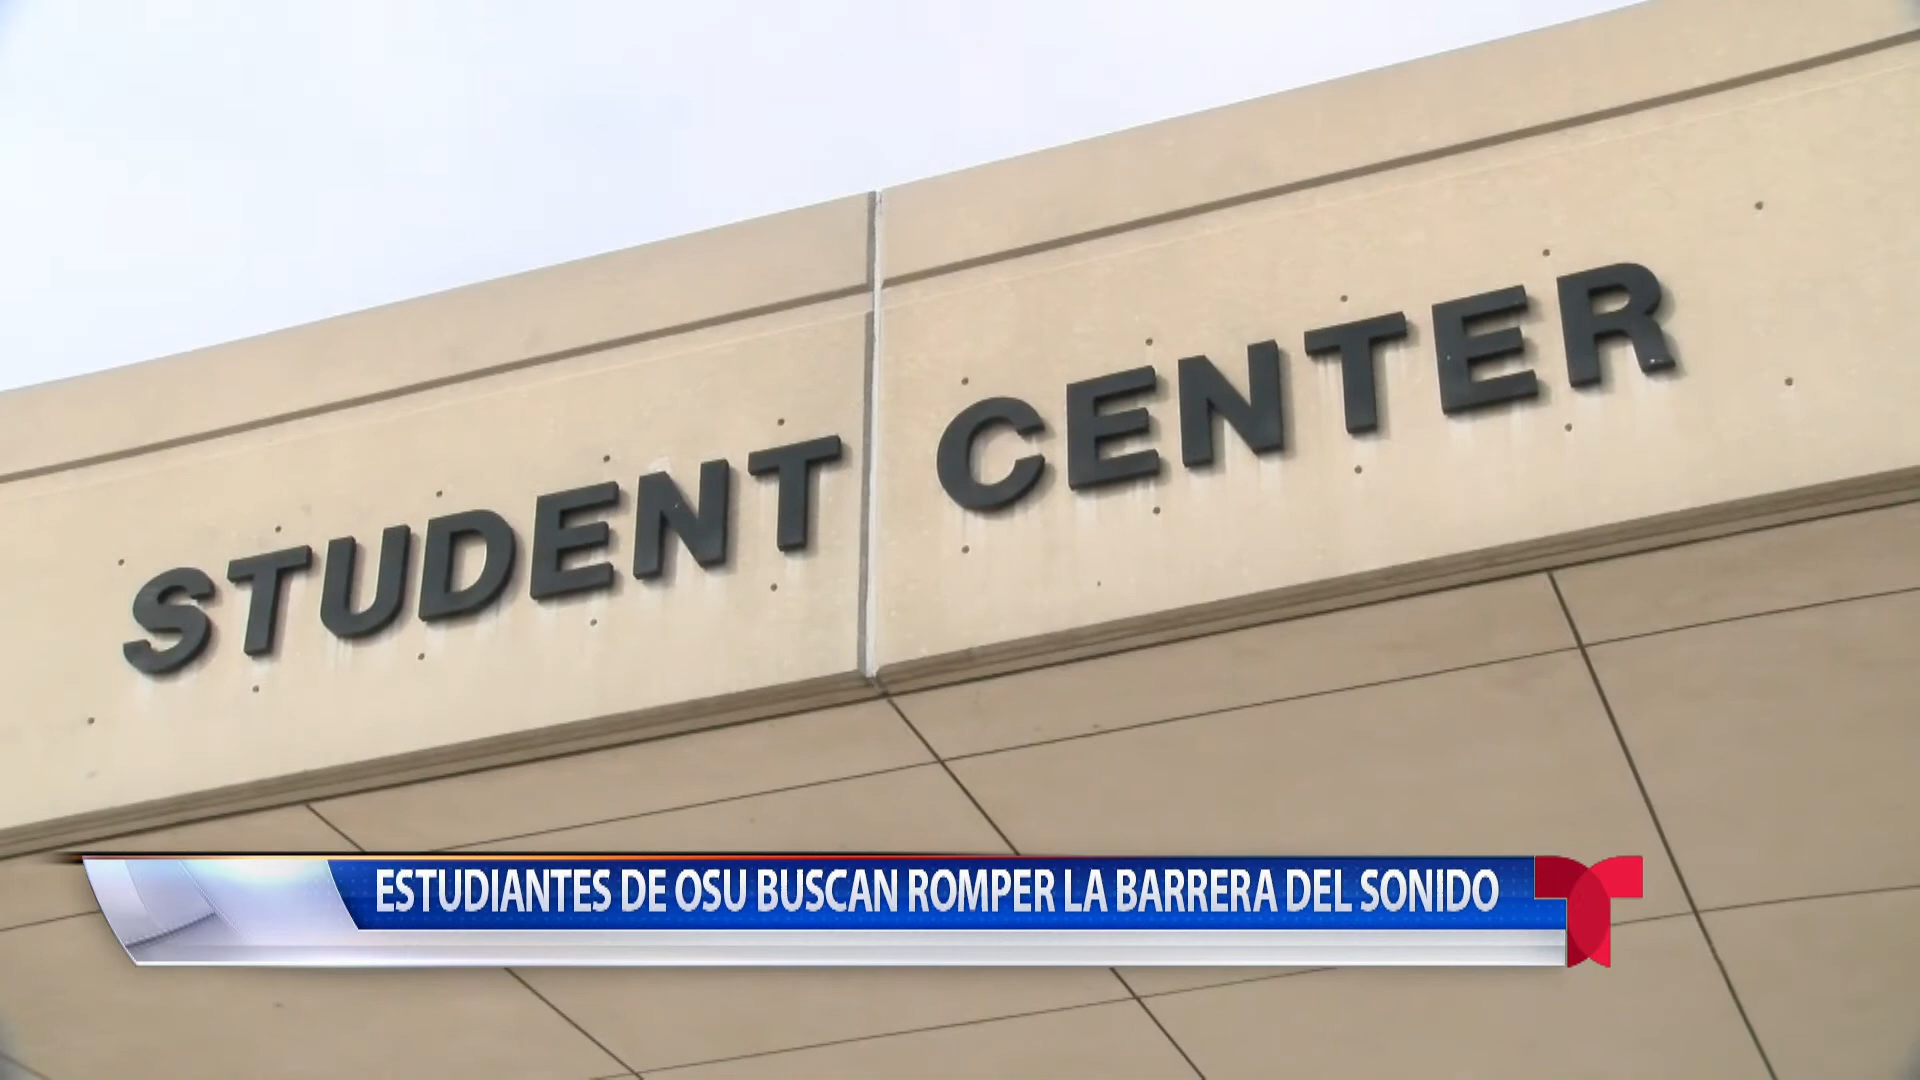 STUDENT CENTER
ESTUDIANTES DE OSU BUSCAN ROMPER LA BARRERA DEL SONIDO